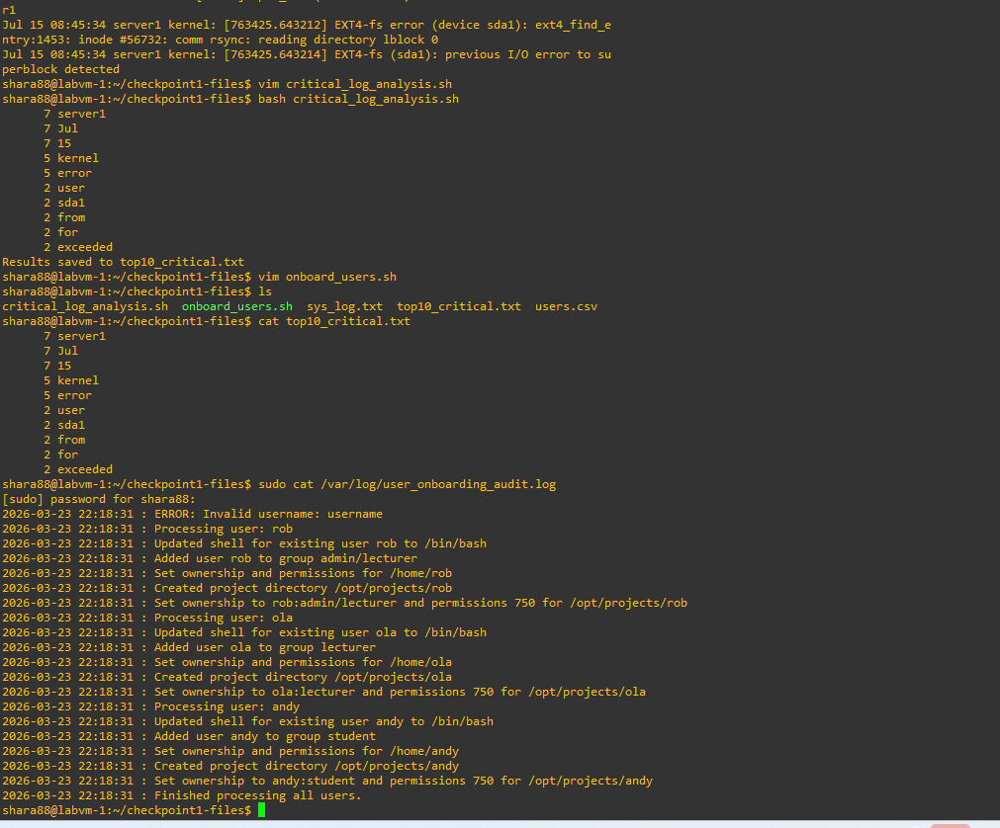 r1
Jul 15 08:45:34 server1 kernel: [763425.643212] EXT4-fs error (device sda1): ext4_find_e
ntry:1453: inode #56732: comm rsync: reading directory lblock 0
Jul 15 08:45:34 server1 kernel: [763425.643214] EXT4-fs (sda1): previous I/O error to su
perblock detected
shara88@labvm-1:~/checkpoint1-files$ vim critical_log_analysis.sh
shara88@labvm-1:~/checkpoint1-files$ bash critical_log_analysis.sh
      7 server1
      7 Jul
      7 15
      5 kernel
      5 error
      2 user
      2 sda1
      2 from
      2 for
      2 exceeded
Results saved to top10_critical.txt
shara88@labvm-1:~/checkpoint1-files$ vim onboard_users.sh
shara88@labvm-1:~/checkpoint1-files$ ls
critical_log_analysis.sh  onboard_users.sh  sys_log.txt  top10_critical.txt  users.csv
shara88@labvm-1:~/checkpoint1-files$ cat top10_critical.txt
      7 server1
      7 Jul
      7 15
      5 kernel
      5 error
      2 user
      2 sda1
      2 from
      2 for
      2 exceeded
shara88@labvm-1:~/checkpoint1-files$ sudo cat /var/log/user_onboarding_audit.log
[sudo] password for shara88:
2026-03-23 22:18:31 : ERROR: Invalid username: username
2026-03-23 22:18:31 : Processing user: rob
2026-03-23 22:18:31 : Updated shell for existing user rob to /bin/bash
2026-03-23 22:18:31 : Added user rob to group admin/lecturer
2026-03-23 22:18:31 : Set ownership and permissions for /home/rob
2026-03-23 22:18:31 : Created project directory /opt/projects/rob
2026-03-23 22:18:31 : Set ownership to rob:admin/lecturer and permissions 750 for /opt/projects/rob
2026-03-23 22:18:31 : Processing user: ola
2026-03-23 22:18:31 : Updated shell for existing user ola to /bin/bash
2026-03-23 22:18:31 : Added user ola to group lecturer
2026-03-23 22:18:31 : Set ownership and permissions for /home/ola
2026-03-23 22:18:31 : Created project directory /opt/projects/ola
2026-03-23 22:18:31 : Set ownership to ola:lecturer and permissions 750 for /opt/projects/ola
2026-03-23 22:18:31 : Processing user: andy
2026-03-23 22:18:31 : Updated shell for existing user andy to /bin/bash
2026-03-23 22:18:31 : Added user andy to group student
2026-03-23 22:18:31 : Set ownership and permissions for /home/andy
2026-03-23 22:18:31 : Created project directory /opt/projects/andy
2026-03-23 22:18:31 : Set ownership to andy:student and permissions 750 for /opt/projects/andy
2026-03-23 22:18:31 : Finished processing all users.
shara88@labvm-1:~/checkpoint1-files$